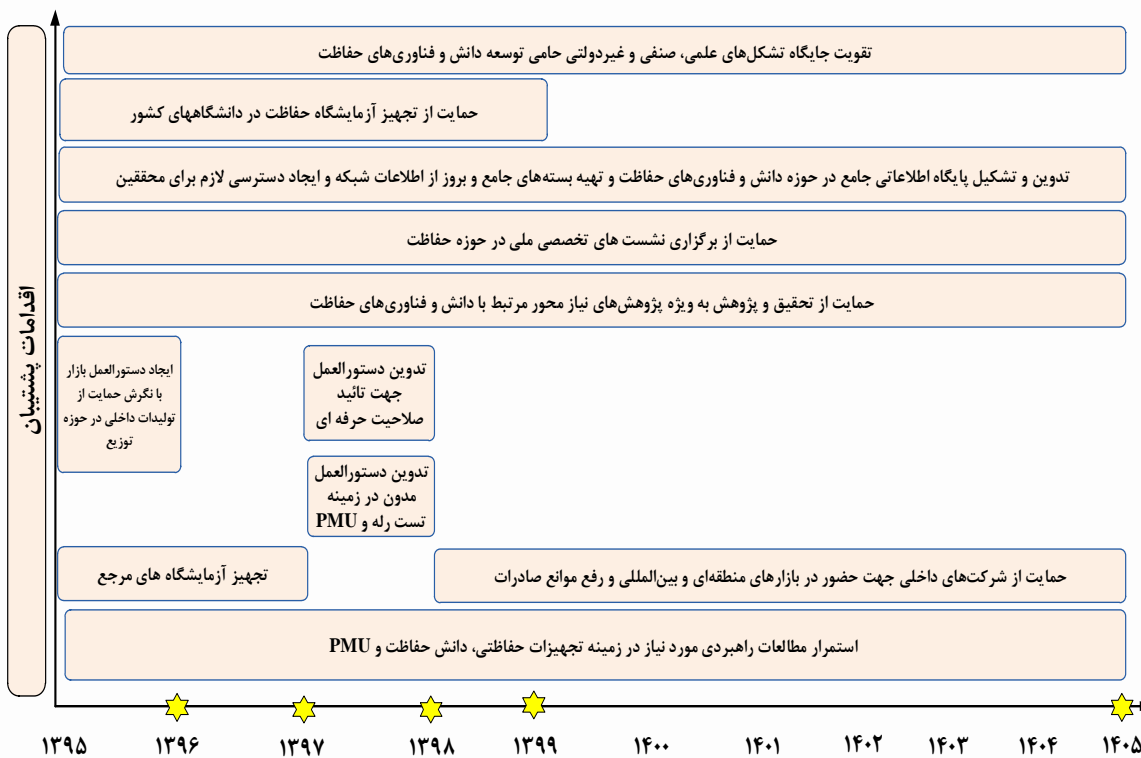 اقدامات پشتیبان
تقویت جایگاه تشکل‌های علمی، صنفی و غیردولتی حامی توسعه دانش و فناوری‌های حفاظت
حمایت از تجهیز آزمایشگاه حفاظت در دانشگاههای کشور
تدوین و تشکیل پایگاه اطلاعاتی جامع در حوزه دانش و فناوری‌های حفاظت و تهیه بسته‌های جامع و بروز از اطلاعات شبکه و ایجاد دسترسی لازم برای محققین
حمایت از برگزاری نشست های تخصصی ملی در حوزه حفاظت
حمایت از تحقیق و پژوهش به ویژه پژوهش‌های نیاز محور مرتبط با دانش و فناوری‌های حفاظت
ایجاد دستورالعمل بازار
با نگرش حمایت از
تولیدات داخلی در حوزه
توزیع
تدوین دستورالعمل
جهت تائید
صلاحیت حرفه ای
تدوین دستورالعمل
مدون در زمینه
تست رله و PMU
تجهیز آزمایشگاه های مرجع
حمایت از شرکت‌های داخلی جهت حضور در بازارهای منطقه‌ای و بین‌المللی و رفع موانع صادرات
استمرار مطالعات راهبردی مورد نیاز در زمینه تجهیزات حفاظتی، دانش حفاظت و PMU
۱۳۹۵ ۱۳۹۶ ۱۳۹۷ ۱۳۹۸ ۱۳۹۹ ۱۴۰۰ ۱۴۰۱ ۱۴۰۲ ۱۴۰۳ ۱۴۰۴ ۱۴۰۵